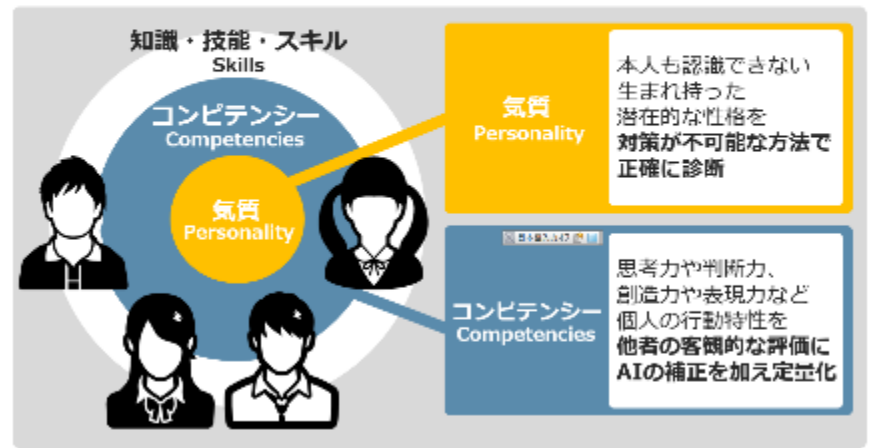 知識・技能・スキル
Skills
コンピテンシー
Competencies
気質
Personality
気質
Personality
本人も認識できない
生まれ持った
潜在的な性格を
対策が不可能な方法で
正確に診断
コンピテンシー
Competencies
思考力や判断力、
創造力や表現力など
個人の行動特性を
他者の客観的な評価に
AIの補正を加え定量化